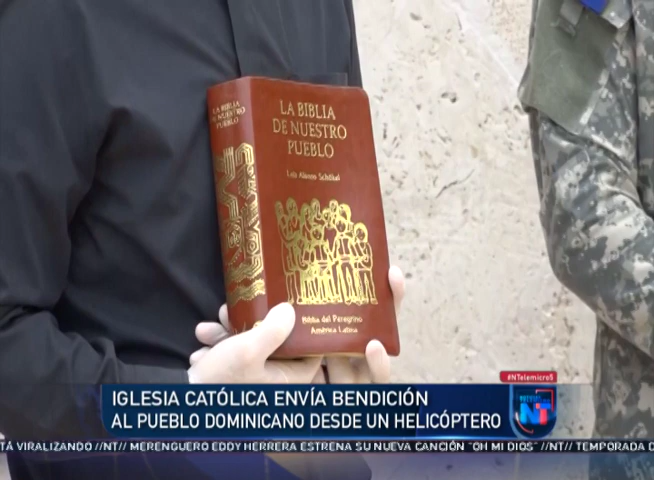 LA BIBLIA
DE NUESTRO
PUEBLO
LA BIBLIA
DE NUESTRO
PUEBLO
Luis Alonso Schökel
Biblia del Peregrino
América Latina
#NTelemicro5
IGLESIA CATÓLICA ENVÍA BENDICIÓN
AL PUEBLO DOMINICANO DESDE UN HELICÓPTERO
NOTICIAS
NT
TÁ VIRALIZANDO //NT// MERENGUERO EDDY HERRERA ESTRENA SU NUEVA CANCIÓN "OH MI DIOS" //NT// TEMPORADA D